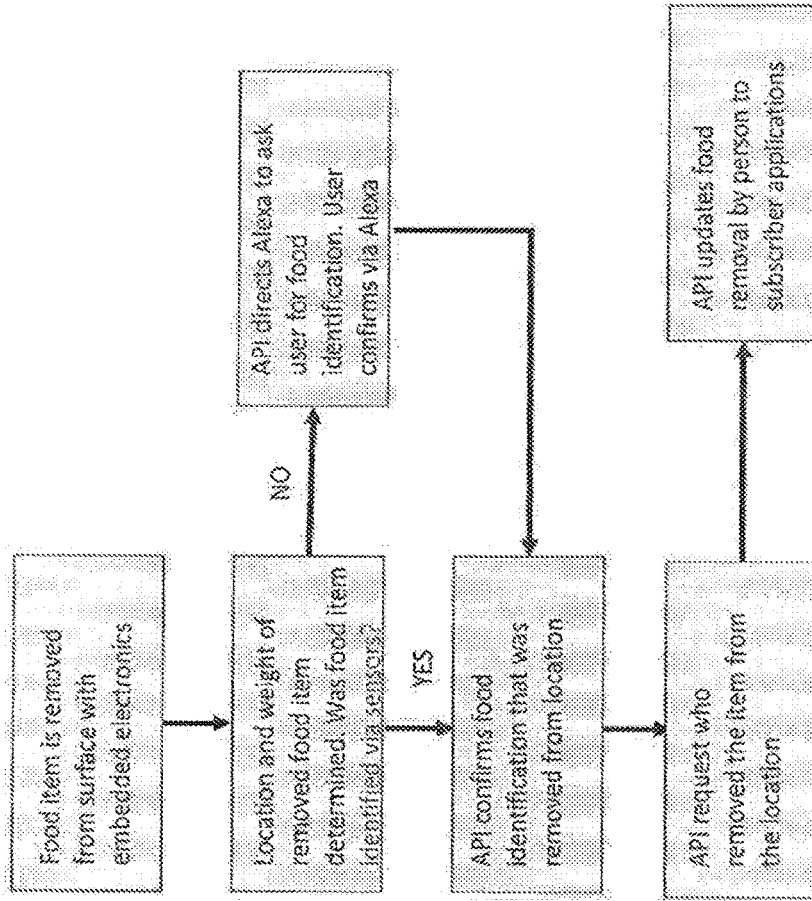 Food item is removed
from surface with
embedded electronics
Location and weight of
removed food item
determined. Was food item
identified via sensors?
NO
API directs Alexa to ask
user for food
identification. User
confirms via Alexa
YES
API confirms food
identification that was
removed from location
API request who
removed the item from
the location
API updates food
removal by person to
subscriber applications